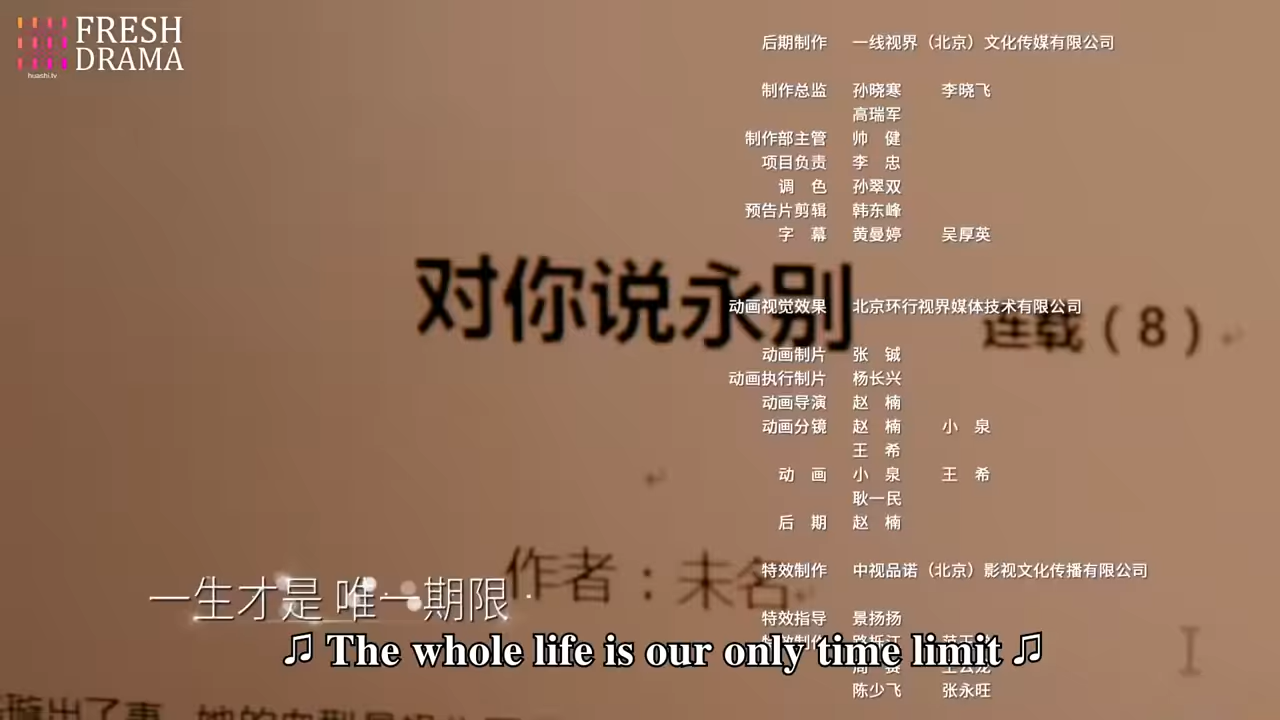 FRESH
DRAMA
huashi.tv
后期制作 一线视界（北京）文化传媒有限公司
制作总监 孙晓寒 李晓飞
高瑞军
制作部主管 帅 健
项目负责 李 忠
调 色 孙翠双
预告片剪辑 韩东峰
字 幕 黄曼婷 吴厚英
对你说永别
连载(8)
动画视觉效果 北京环行视界媒体技术有限公司
动画制片 张 铖
动画执行制片 杨长兴
动画导演 赵 楠
动画分镜 赵 楠 小 泉
王 希
动 画 小 泉 王 希
耿一民
后 期 赵 楠
作者：未名
特效制作 中视品诺（北京）影视文化传播有限公司
特效指导 景扬扬
一生才是 唯一期限
♫ The whole life is our only time limit ♫
陈少飞 张永旺